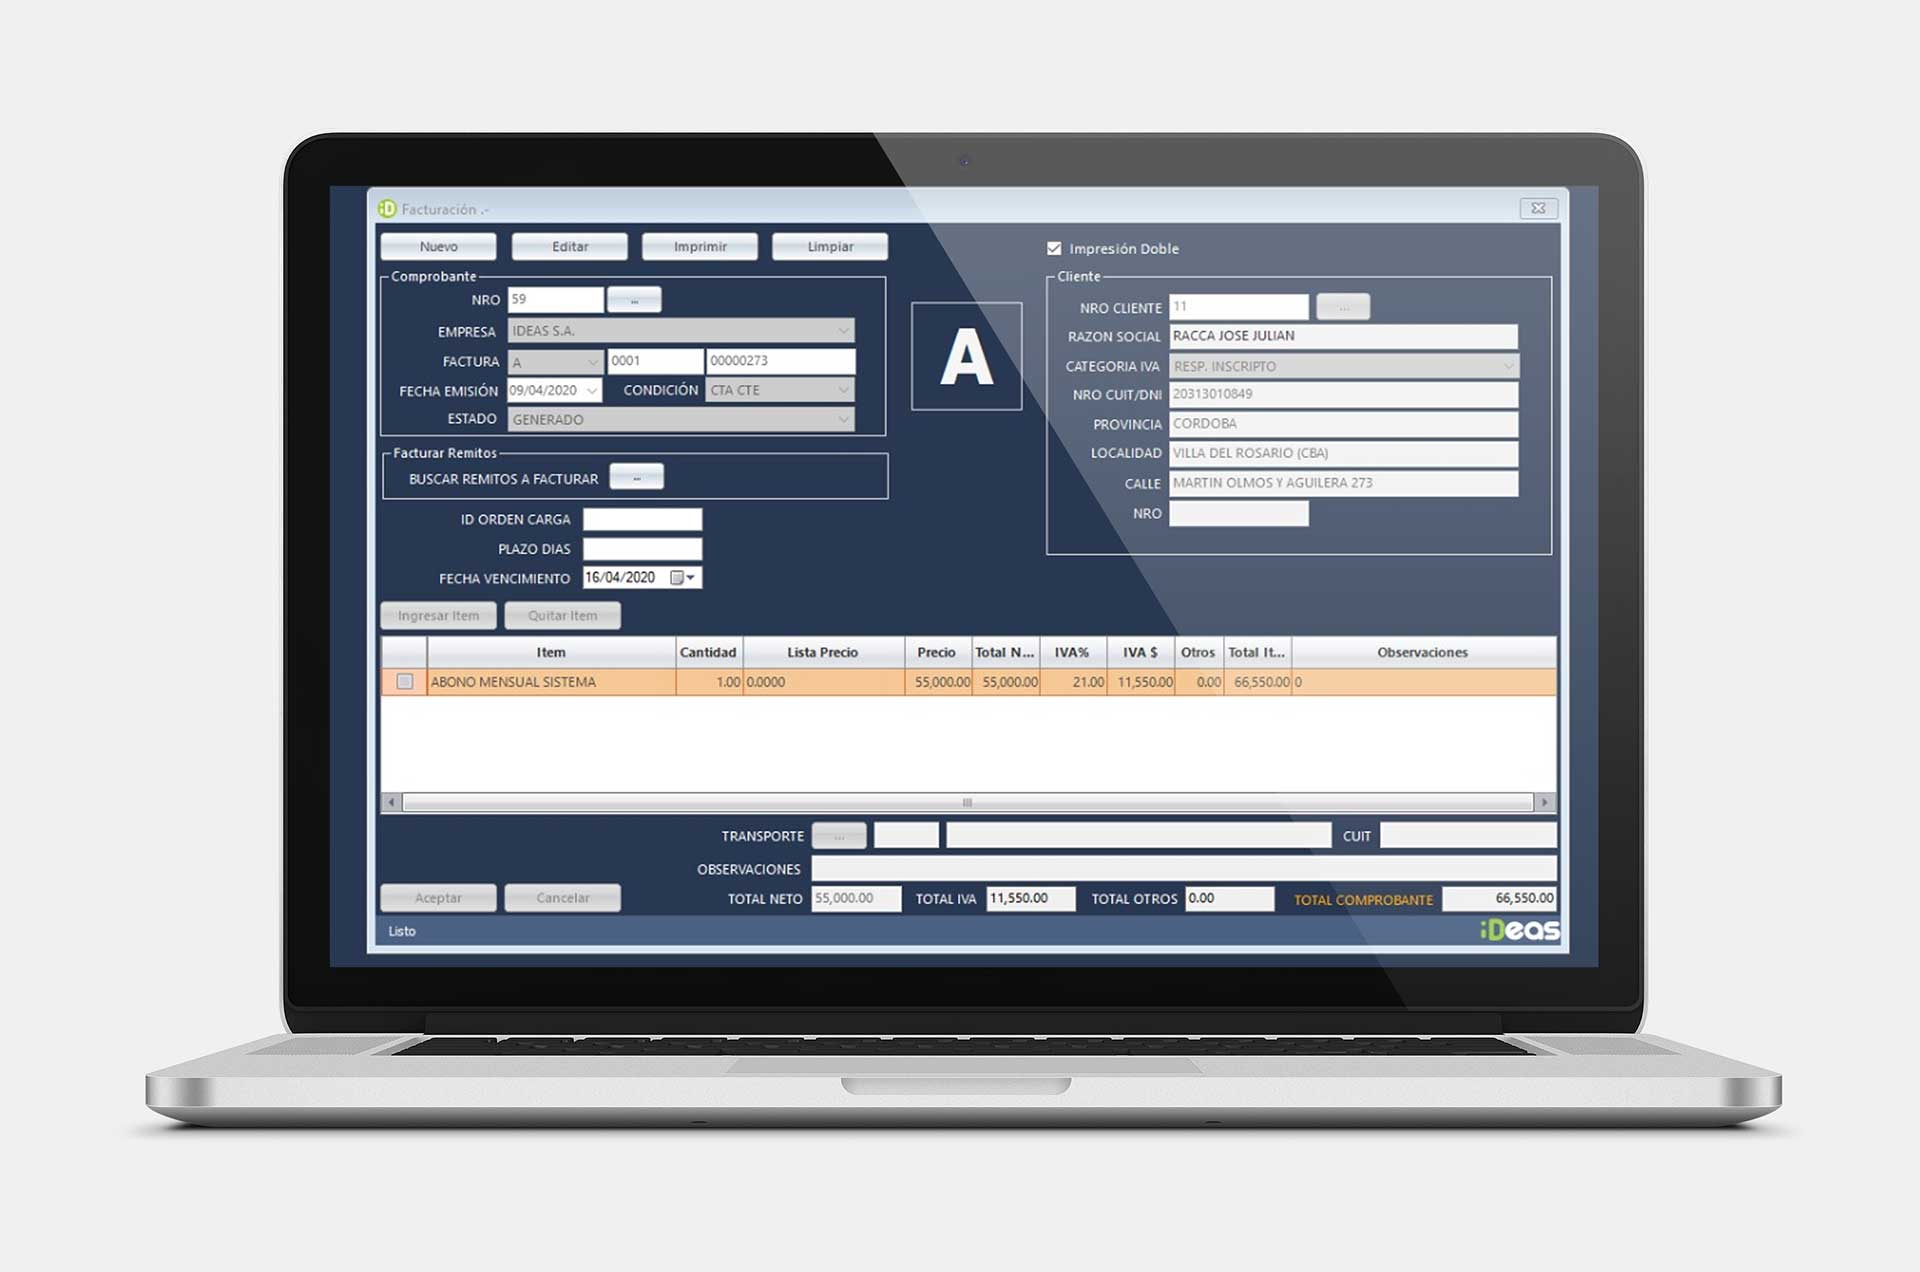 iD Facturación .-
Nuevo Editar Imprimir Limpiar
Impresión Doble
Comprobante
NRO 59 ...
EMPRESA IDEAS S.A.
FACTURA A 0001 00000273
FECHA EMISIÓN 09/04/2020 CONDICIÓN CTA CTE
ESTADO GENERADO
A
Cliente
NRO CLIENTE 11 ...
RAZON SOCIAL RACCA JOSE JULIAN
CATEGORIA IVA RESP. INSCRIPTO
NRO CUIT/DNI 20313010849
PROVINCIA CORDOBA
LOCALIDAD VILLA DEL ROSARIO (CBA)
CALLE MARTIN OLMOS Y AGUILERA 273
NRO
Facturar Remitos
BUSCAR REMITOS A FACTURAR ...
ID ORDEN CARGA
PLAZO DIAS
FECHA VENCIMIENTO 16/04/2020
Ingresar Item Quitar Item
Item Cantidad Lista Precio Precio Total N... IVA% IVA $ Otros Total It... Observaciones
ABONO MENSUAL SISTEMA 1.00 0.0000 55,000.00 55,000.00 21.00 11,550.00 0.00 66,550.00 0
TRANSPORTE ... CUIT
OBSERVACIONES
Aceptar Cancelar TOTAL NETO 55,000.00 TOTAL IVA 11,550.00 TOTAL OTROS 0.00 TOTAL COMPROBANTE 66,550.00
Listo iDeas